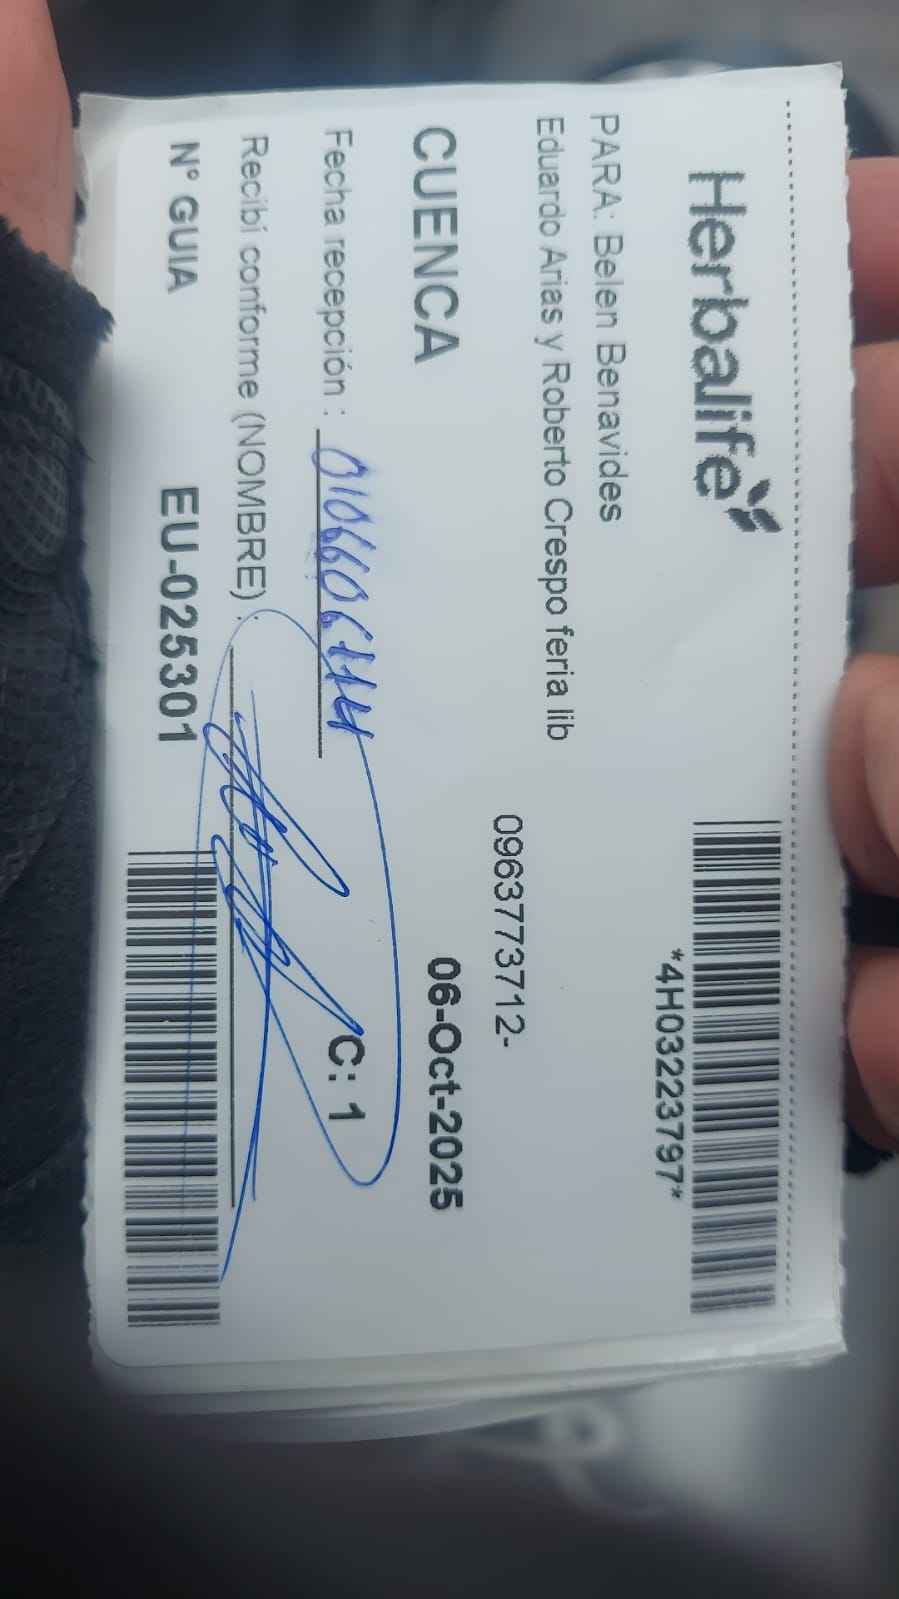 Herbalife
*4H03223797*
PARA: Belen Benavides
Eduardo Arias y Roberto Crespo feria lib
0963773712-
CUENCA 06-Oct-2025
Fecha recepción : 0106606114 C: 1
Recibí conforme (NOMBRE) :
N° GUIA EU-025301